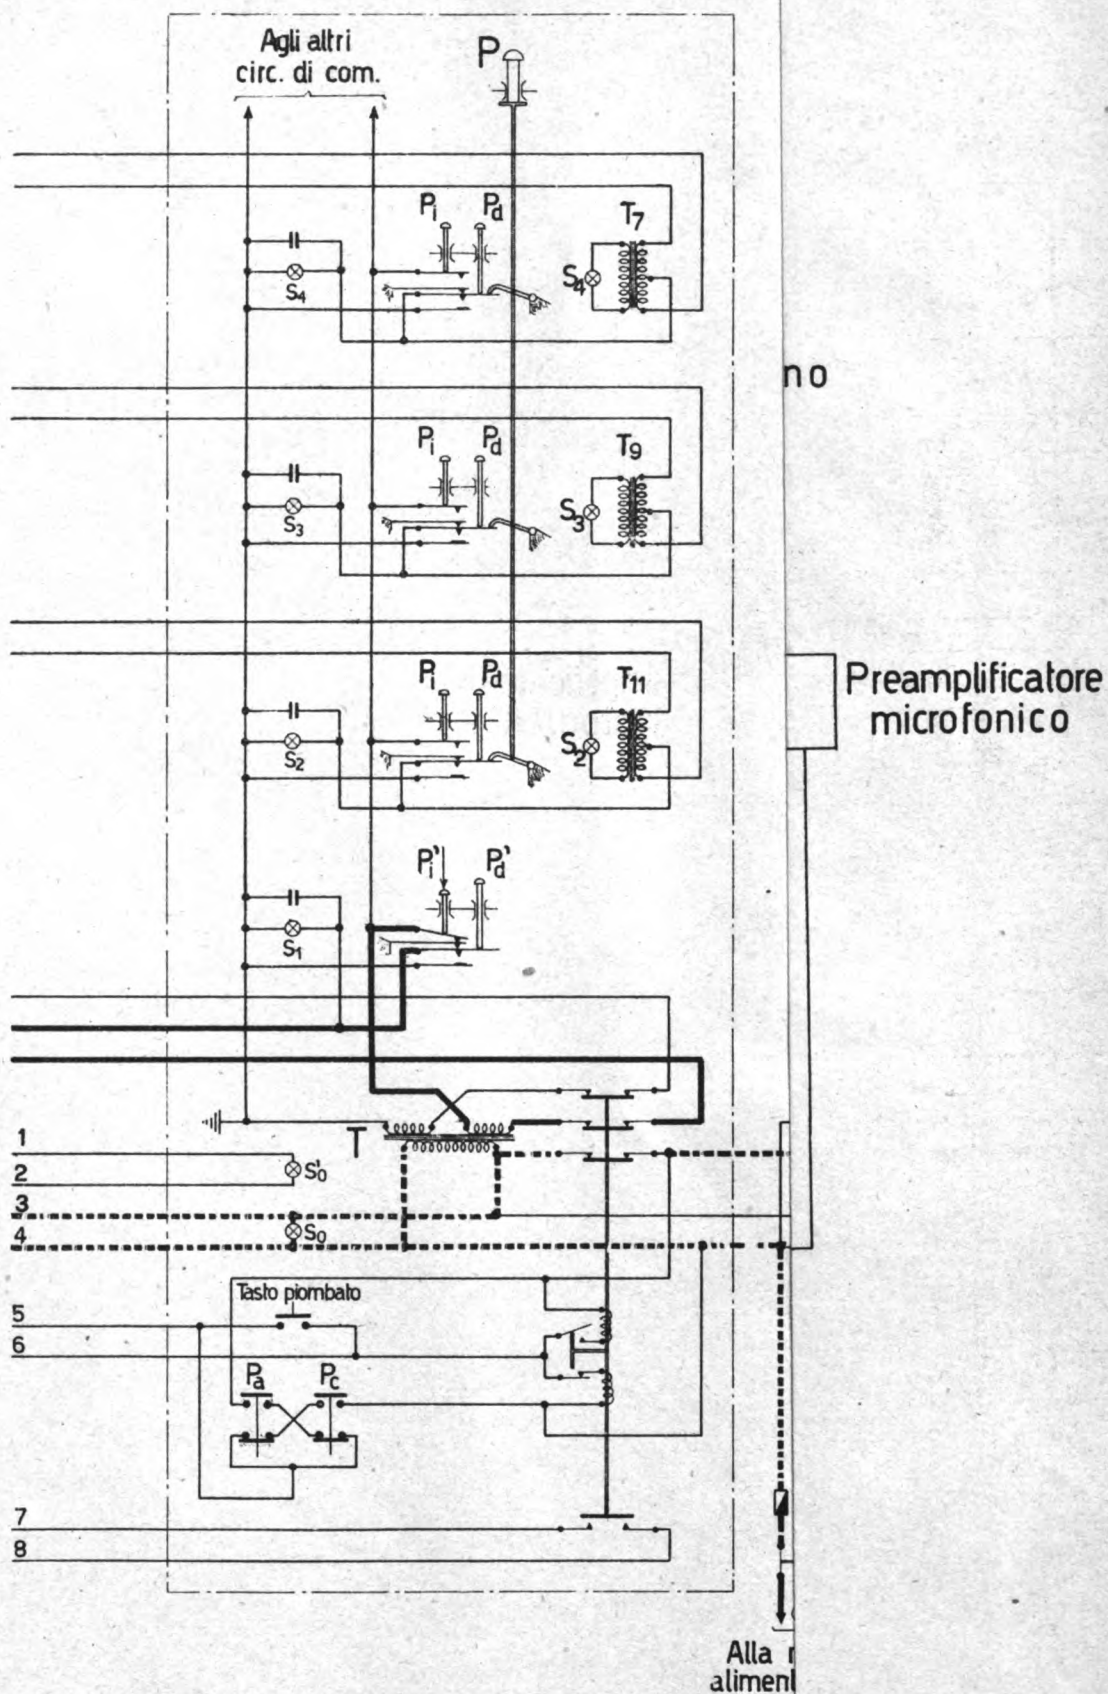 Agli altri
circ. di com.
P
Pi Pd T7
S4 S4
no
Pi Pd T9
S3 S3
Pi Pd T11
S2 S2
Preamplificatore
microfonico
P'i P'd
S1
T
1
2 S'0
3
4 S0
Tasto piombato
5
6
Pa Pc
7
8
Alla
aliment